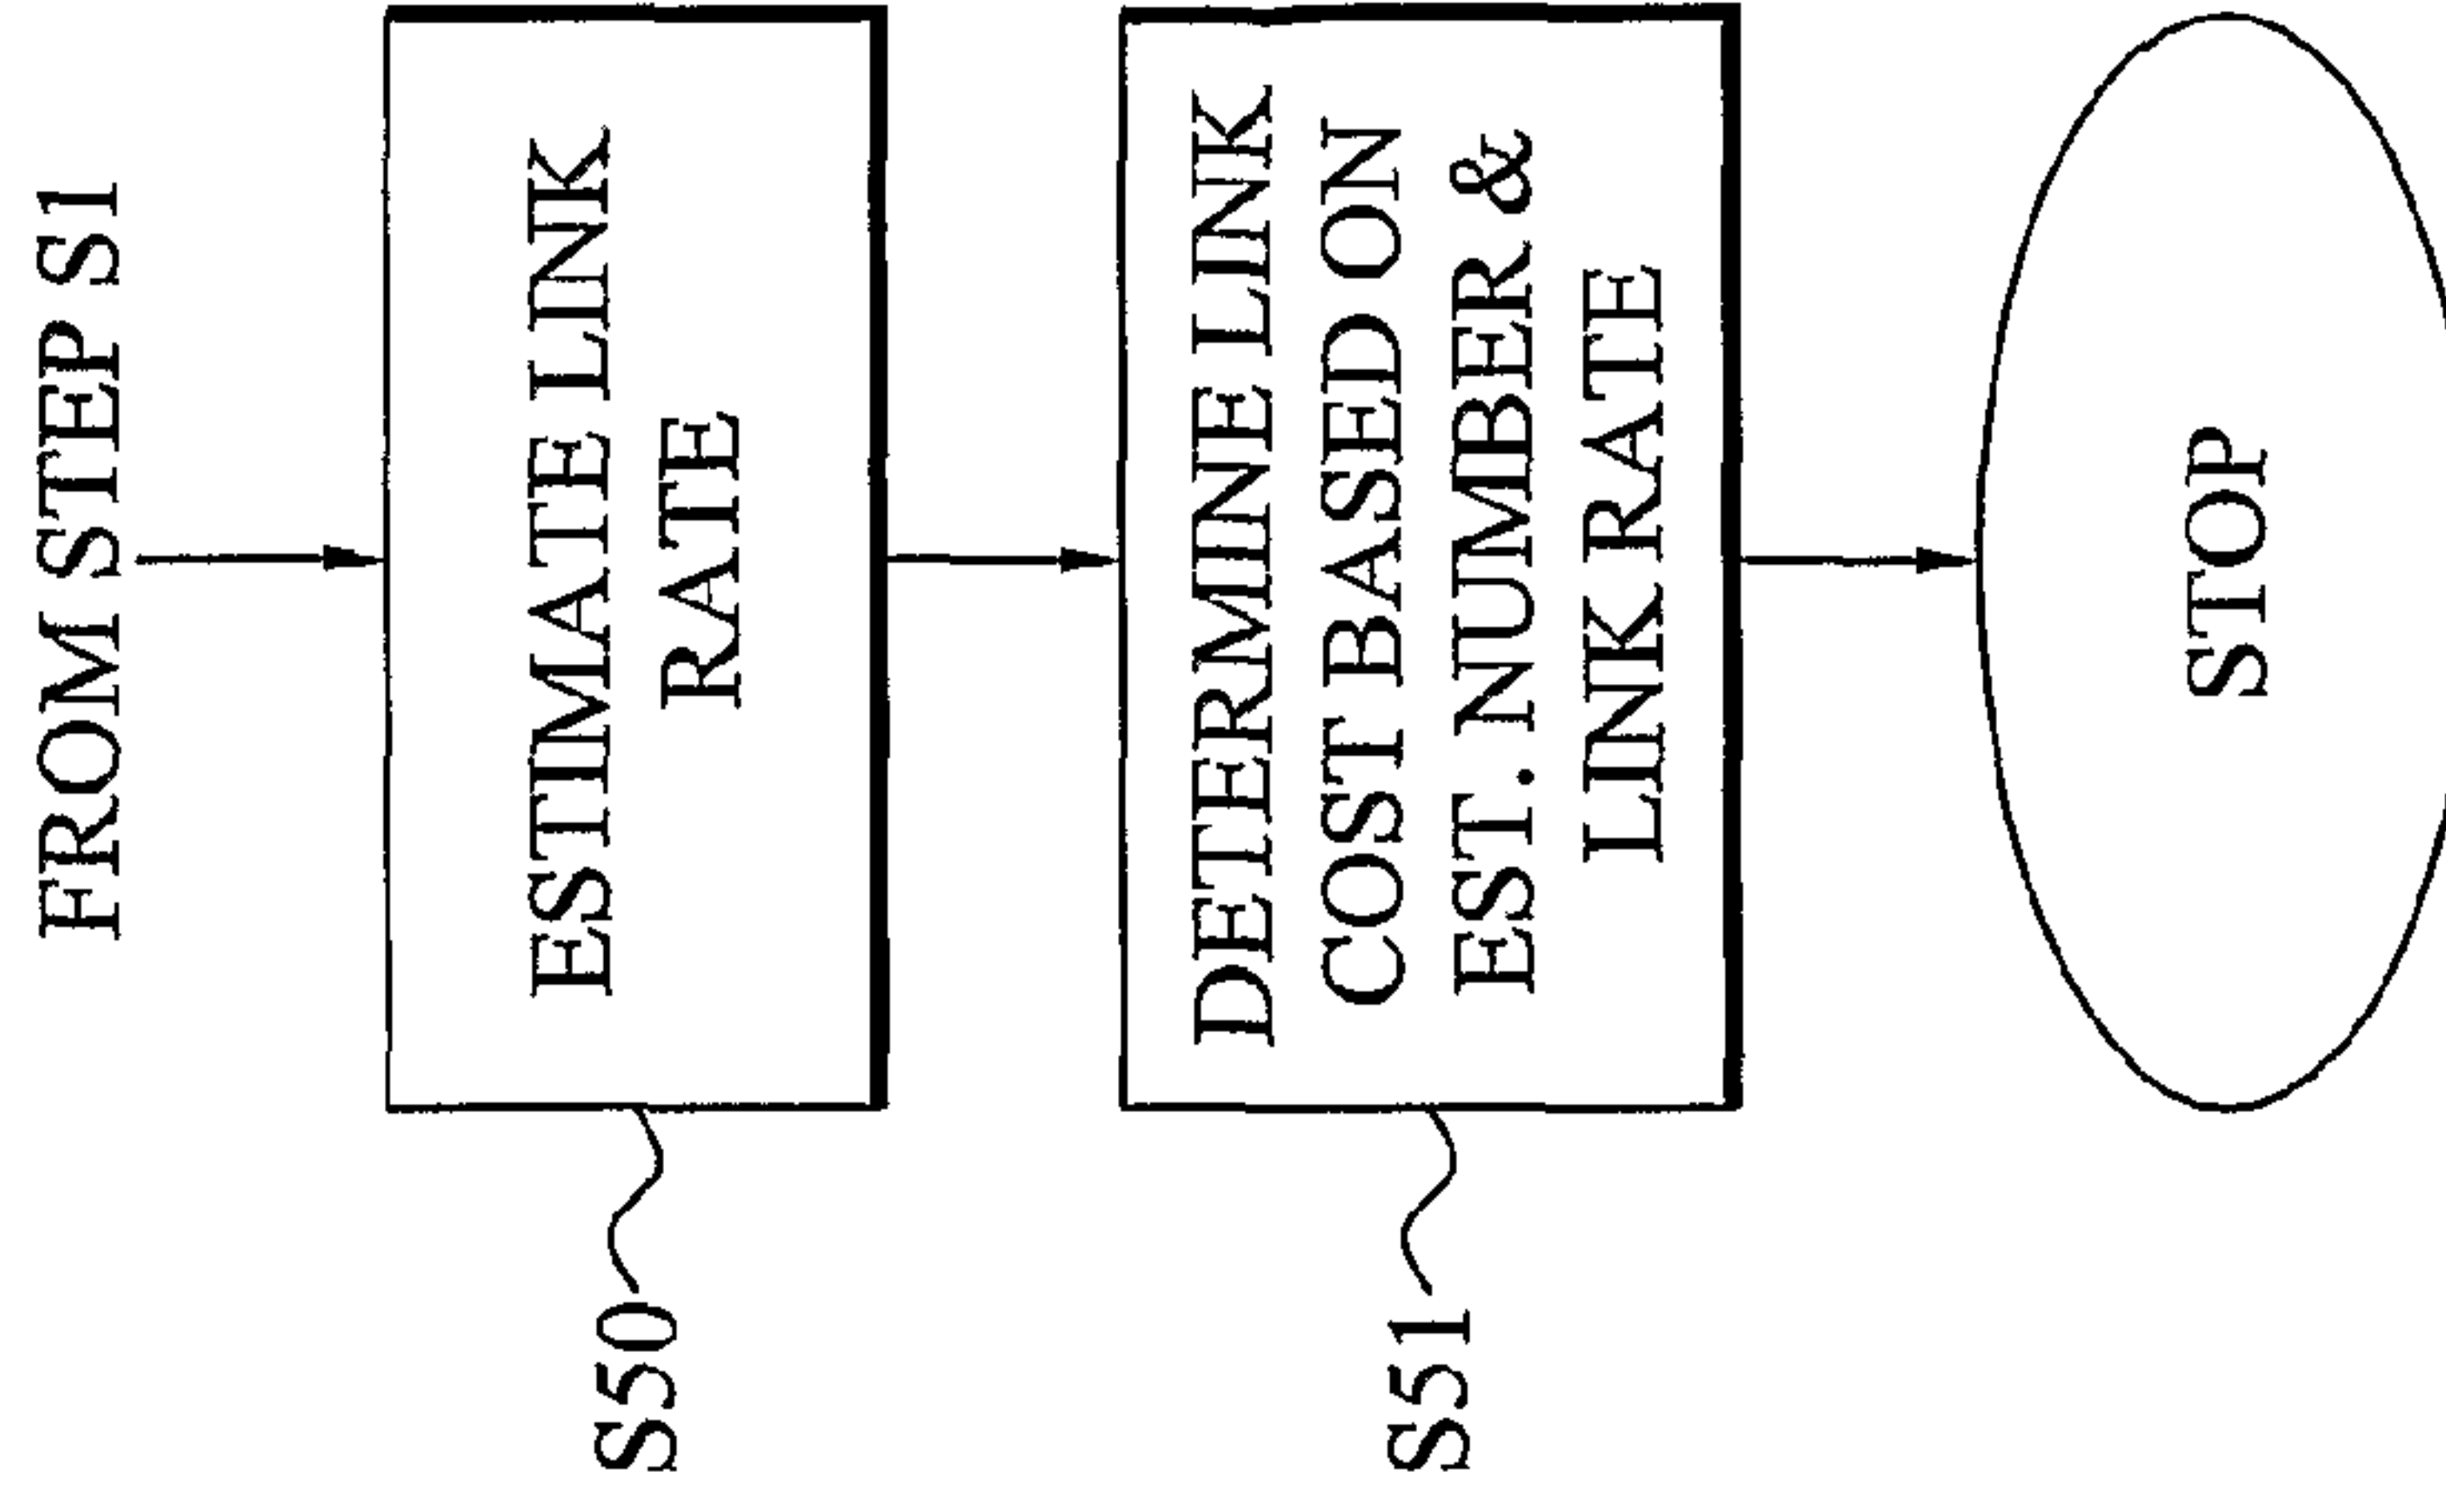 FROM STEP S1
ESTIMATE LINK
RATE
S50
DETERMINE LINK
COST BASED ON
EST. NUMBER &
LINK RATE
S51
STOP